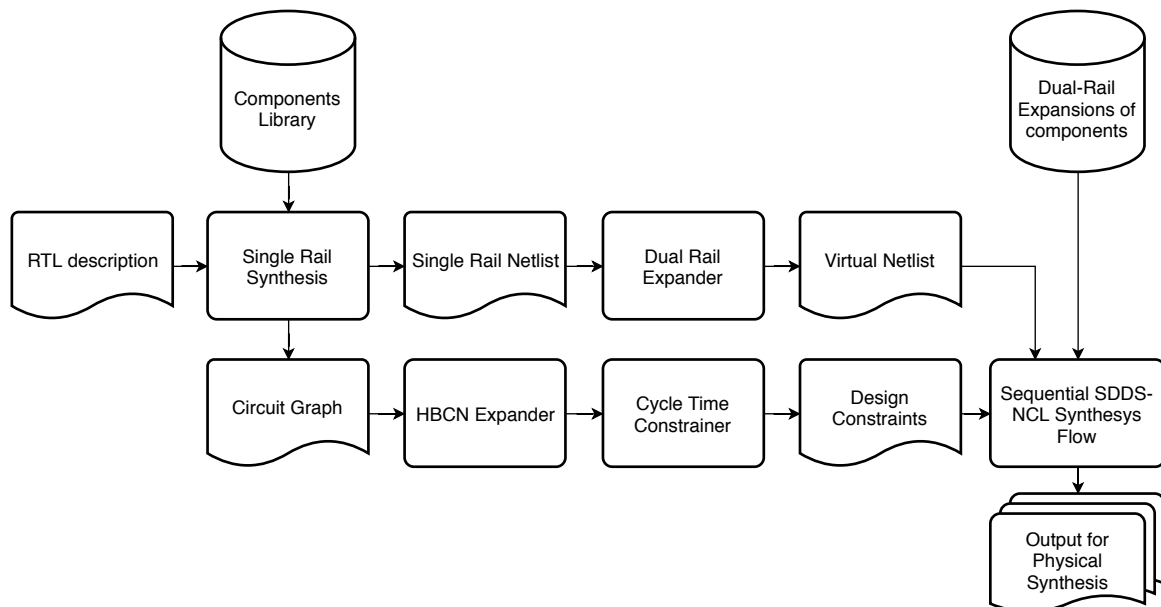 Components
Library
Dual-Rail
Expansions of
components
RTL description
Single Rail
Synthesis
Single Rail Netlist
Dual Rail
Expander
Virtual Netlist
Circuit Graph
HBCN Expander
Cycle Time
Constrainer
Design
Constraints
Sequential SDDS-
NCL Synthesys
Flow
Output for
Physical
Synthesis